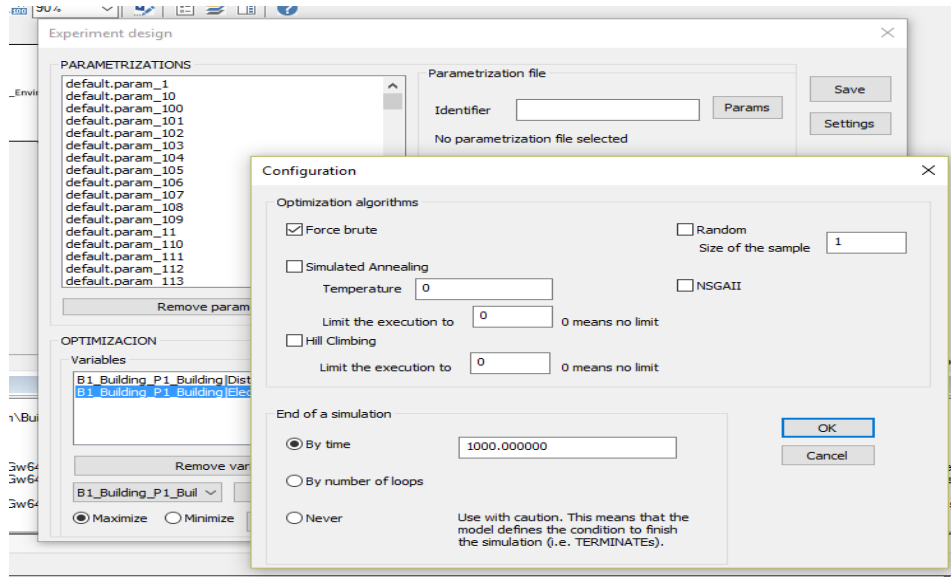 90%
Experiment design
PARAMETRIZATIONS
default.param_1
default.param_10
default.param_100
default.param_101
default.param_102
default.param_103
default.param_104
default.param_105
default.param_106
default.param_107
default.param_108
default.param_109
default.param_11
default.param_110
default.param_111
default.param_112
default.param_113
Remove param
Parametrization file
Identifier
Params
No parametrization file selected
Save
Settings
_Envir
OPTIMIZACION
Variables
B1_Building_P1_Building|Dist
B1_Building_P1_Building|Elec
Remove var
B1_Building_P1_Buil
Maximize Minimize
n\Bui
Gw64
Gw64
Gw64
Configuration
Optimization algorithms
Force brute
Random
Size of the sample 1
Simulated Annealing
Temperature 0
NSGAII
Limit the execution to 0 0 means no limit
Hill Climbing
Limit the execution to 0 0 means no limit
End of a simulation
By time 1000.000000
By number of loops
Never
Use with caution. This means that the
model defines the condition to finish
the simulation (i.e. TERMINATEs).
OK
Cancel